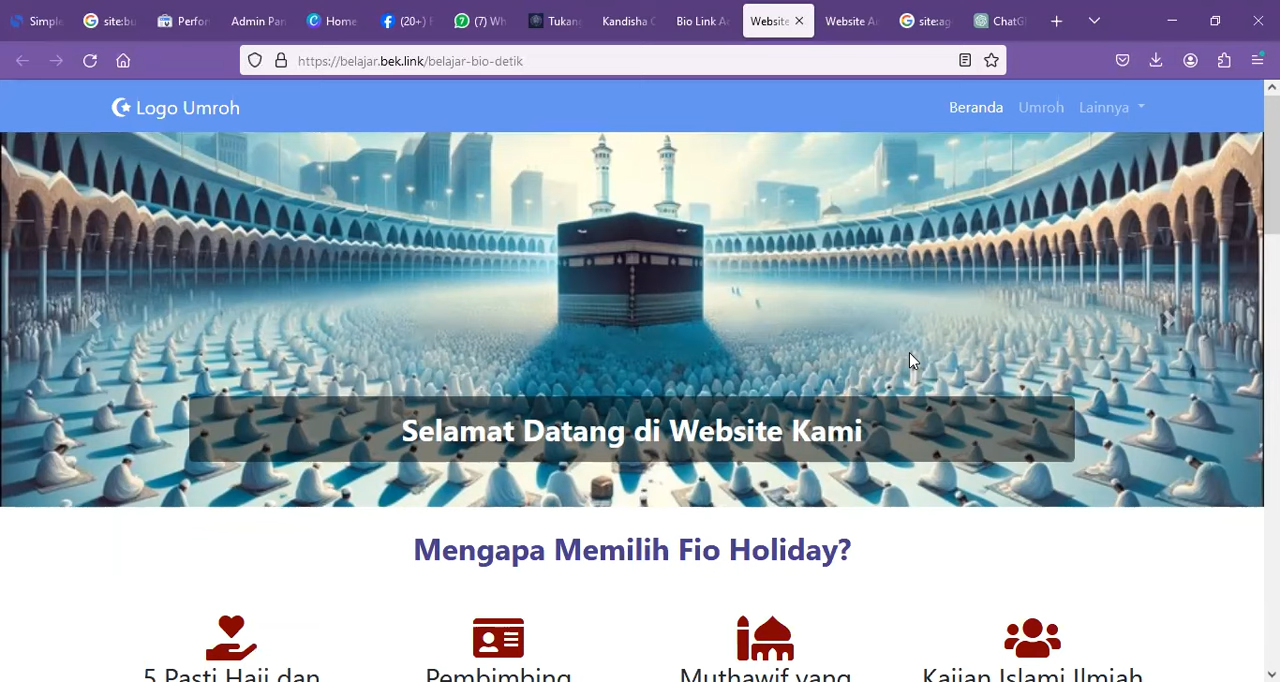 Simple.
site:bu
Perfor
Admin Par
Home
(20+) F
(7) Wh
Tukan
Kandisha C
Bio Link Ac
Website
Website Ac
site:ag
ChatG
https://belajar.bek.link/belajar-bio-detik
Logo Umroh
Beranda Umroh Lainnya
Selamat Datang di Website Kami
Mengapa Memilih Fio Holiday?
5 Pasti Haji dan
Pembimbing
Muthawif yang
Kajian Islami Ilmiah